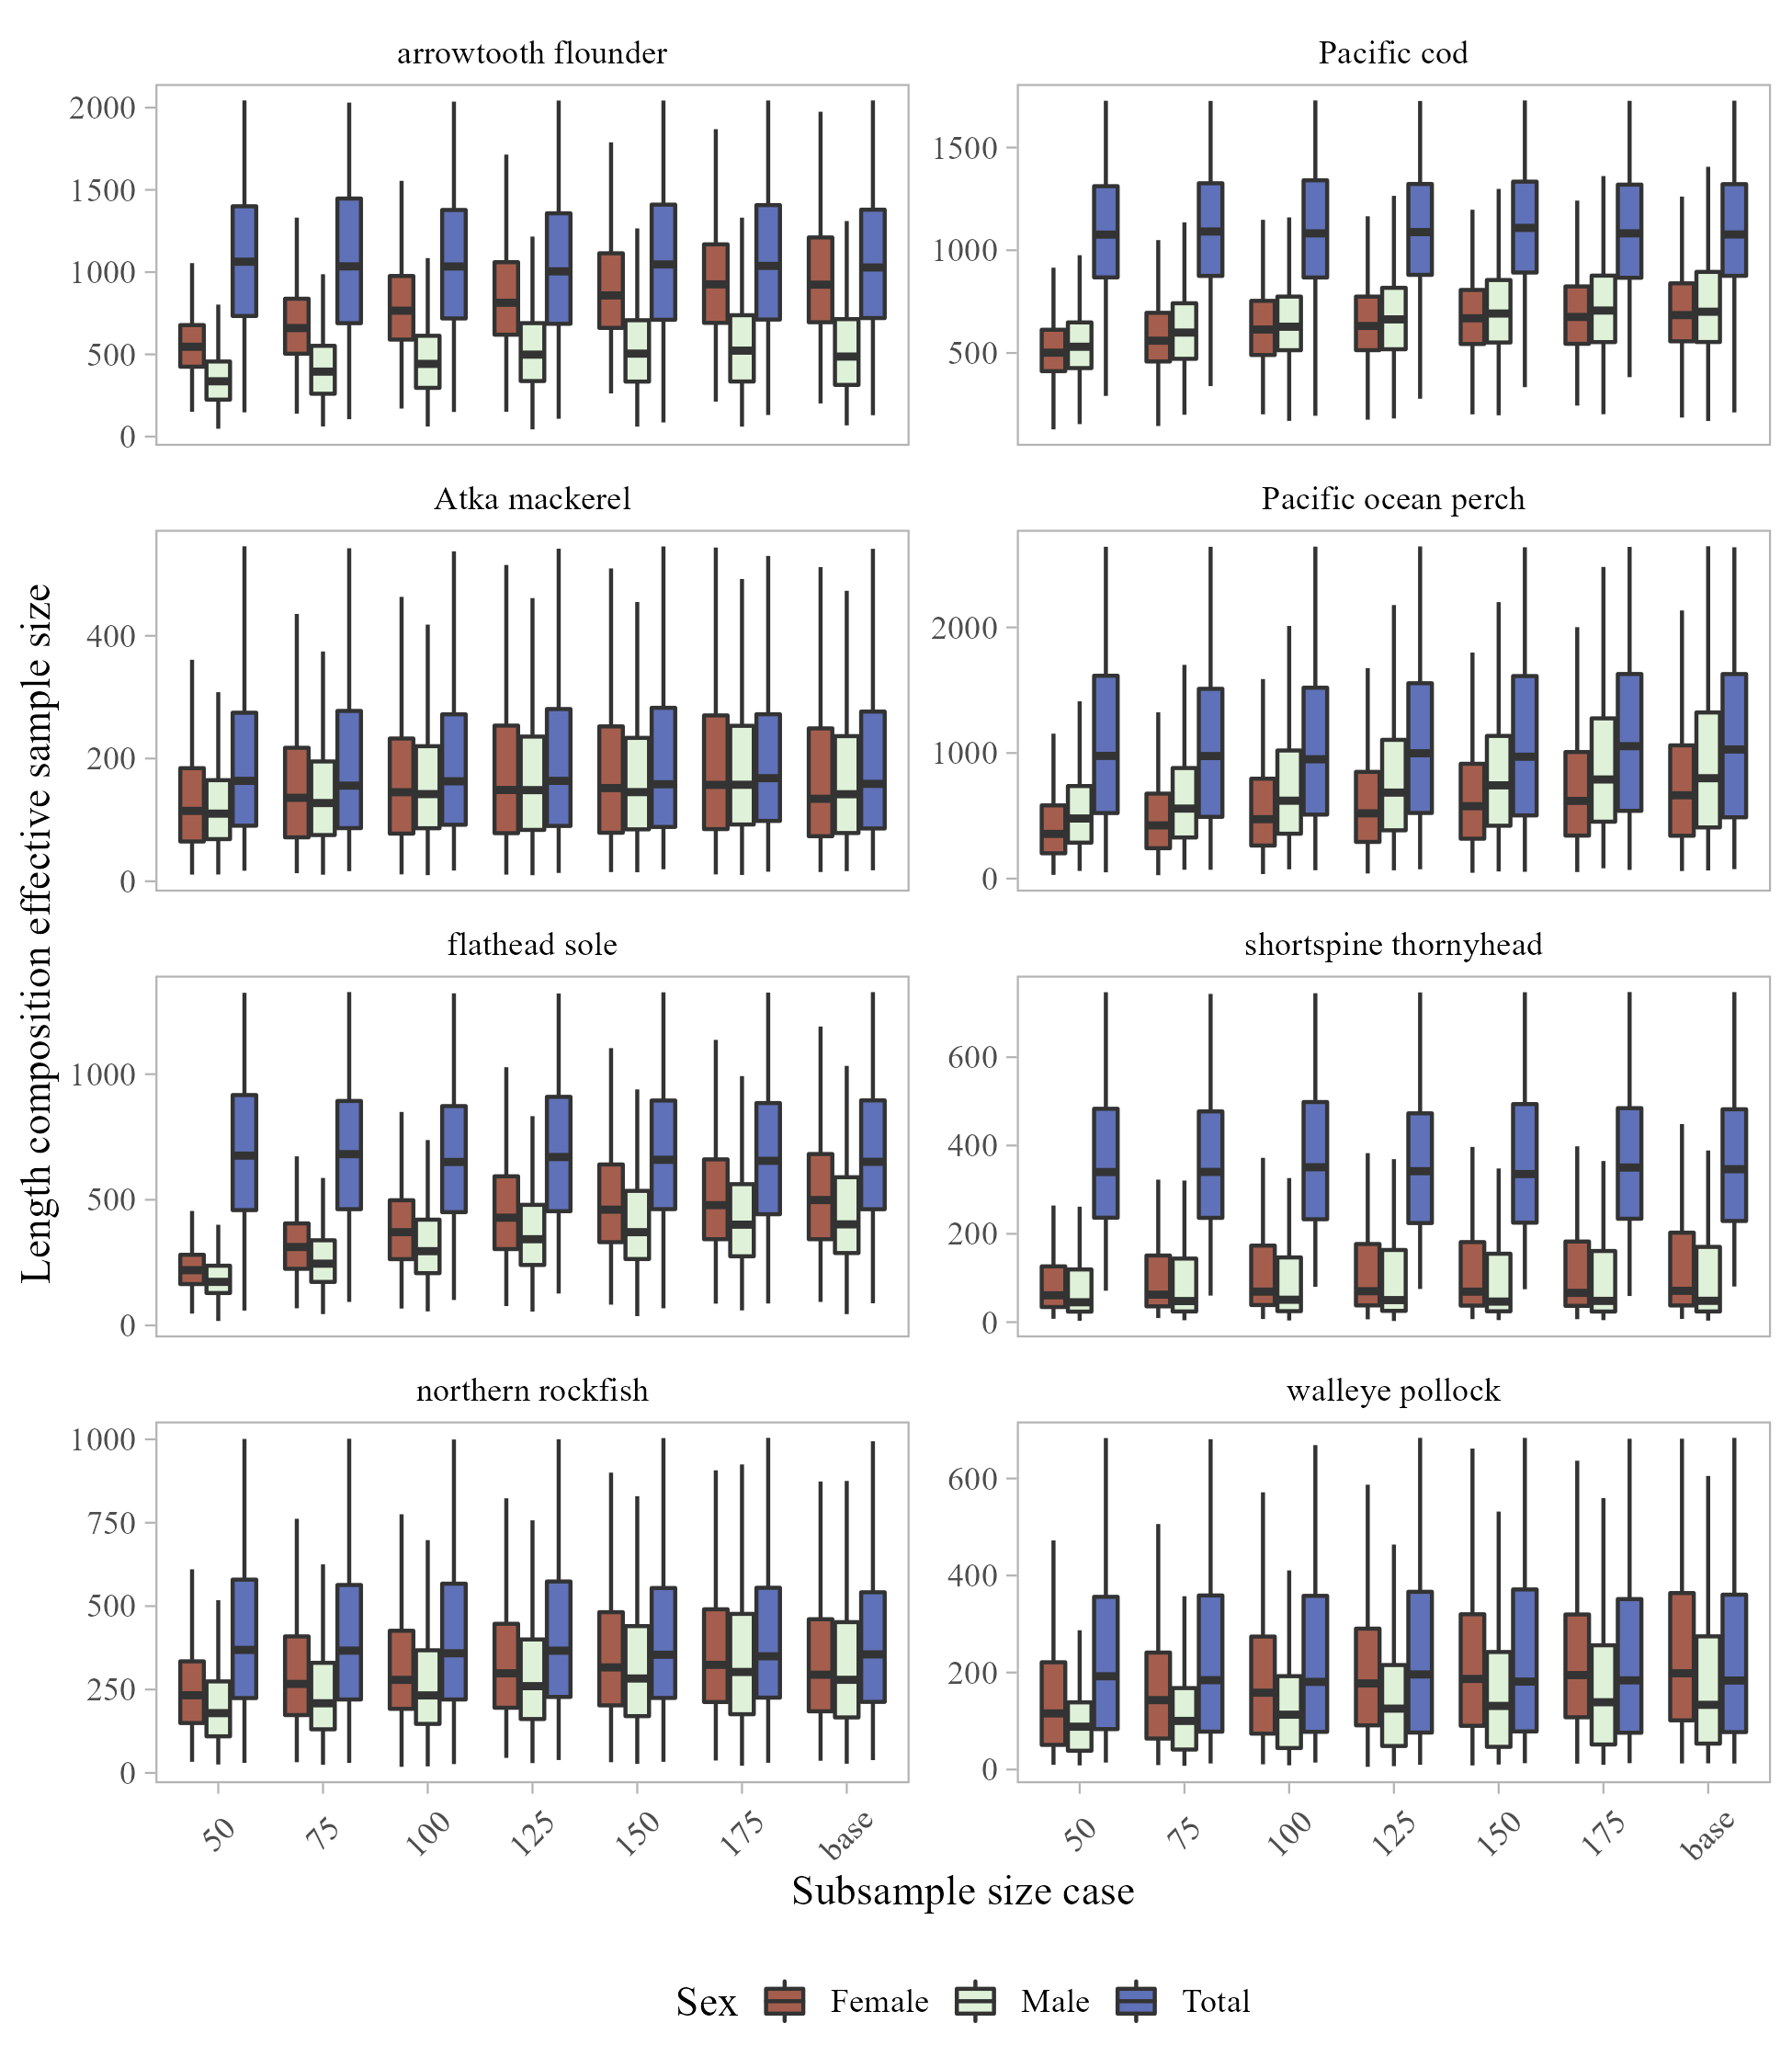 arrowtooth flounder
Pacific cod
2000
1500
1000
500
0
1500
1000
500
Atka mackerel
Pacific ocean perch
400
200
0
2000
1000
0
Length composition effective sample size
flathead sole
shortspine thornyhead
1000
500
0
600
400
200
0
northern rockfish
walleye pollock
1000
750
500
250
0
600
400
200
0
50 75 100 125 150 175 base
50 75 100 125 150 175 base
Subsample size case
Sex Female Male Total